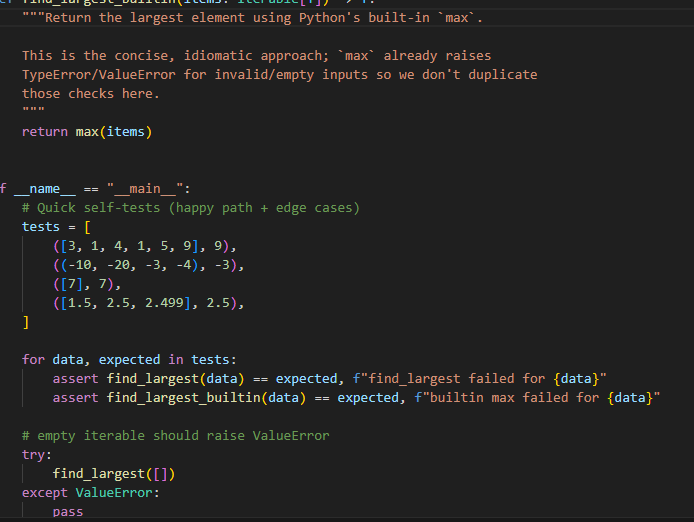 find_largest_builtin(items: Iterable[T]) -> T:
    """Return the largest element using Python's built-in `max`.

    This is the concise, idiomatic approach; `max` already raises
    TypeError/ValueError for invalid/empty inputs so we don't duplicate
    those checks here.
    """
    return max(items)


f __name__ == "__main__":
    # Quick self-tests (happy path + edge cases)
    tests = [
        ([3, 1, 4, 1, 5, 9], 9),
        ((-10, -20, -3, -4), -3),
        ([7], 7),
        ([1.5, 2.5, 2.499], 2.5),
    ]

    for data, expected in tests:
        assert find_largest(data) == expected, f"find_largest failed for {data}"
        assert find_largest_builtin(data) == expected, f"builtin max failed for {data}"

    # empty iterable should raise ValueError
    try:
        find_largest([])
    except ValueError:
        pass